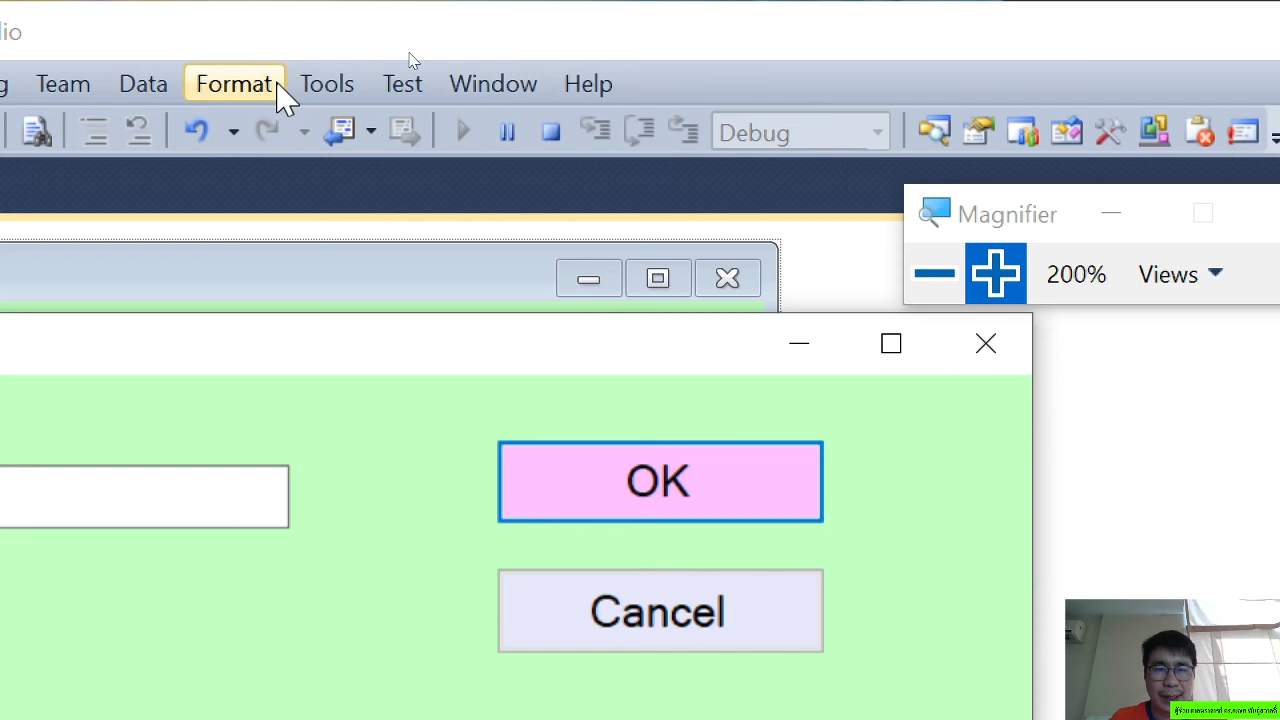 io
g Team Data Format Tools Test Window Help
Debug
Magnifier
200% Views
OK
Cancel